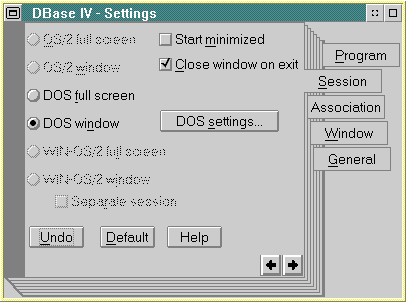 DBase IV - Settings
OS/2 full screen
Start minimized
OS/2 window
Close window on exit
DOS full screen
DOS window
DOS settings...
WIN-OS/2 full screen
WIN-OS/2 window
Separate session
Undo
Default
Help
Program
Session
Association
Window
General